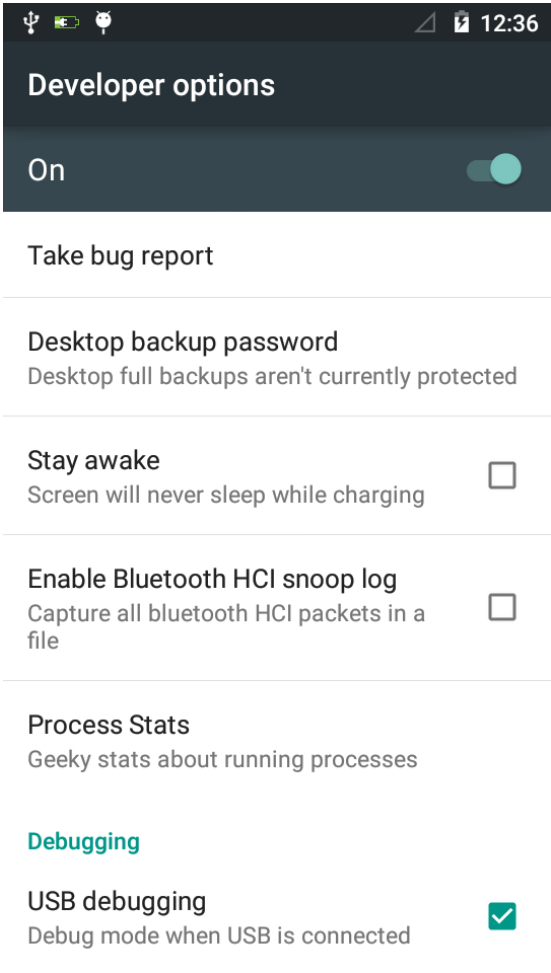 12:36
Developer options
On
Take bug report
Desktop backup password
Desktop full backups aren't currently protected
Stay awake
Screen will never sleep while charging
Enable Bluetooth HCI snoop log
Capture all bluetooth HCI packets in a
file
Process Stats
Geeky stats about running processes
Debugging
USB debugging
Debug mode when USB is connected